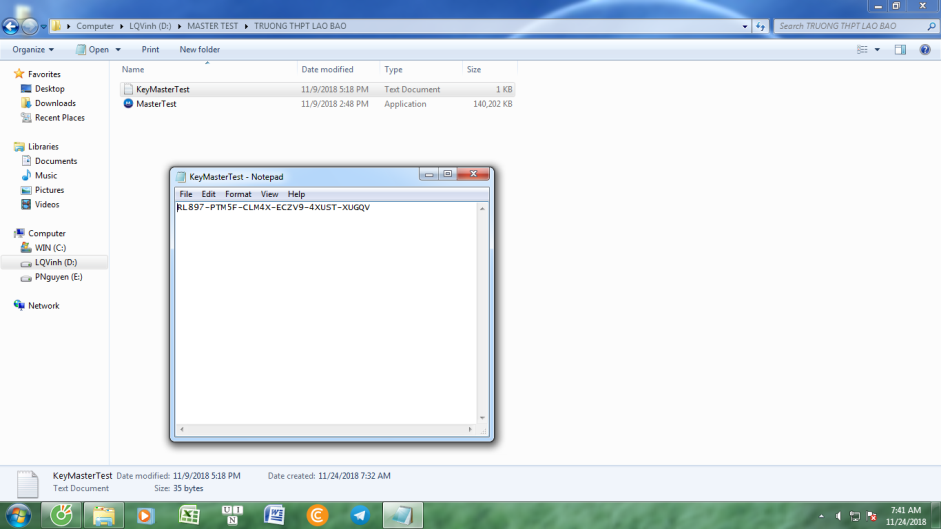 Computer ▸ LQVinh (D:) ▸ MASTER TEST ▸ TRUONG THPT LAO BAO
Search TRUONG THPT LAO BAO
Organize Open Print New folder
Name Date modified Type Size
KeyMasterTest 11/9/2018 5:18 PM Text Document 1 KB
MasterTest 11/9/2018 2:48 PM Application 140,202 KB
Favorites
Desktop
Downloads
Recent Places
Libraries
Documents
Music
Pictures
Videos
Computer
WIN (C:)
LQVinh (D:)
PNguyen (E:)
Network
KeyMasterTest - Notepad
File Edit Format View Help
RL897-PTM5F-CLM4X-ECZV9-4XUST-XUGQV
KeyMasterTest Date modified: 11/9/2018 5:18 PM Date created: 11/24/2018 7:32 AM
Text Document Size: 35 bytes
U I
N
7:41 AM
11/24/2018